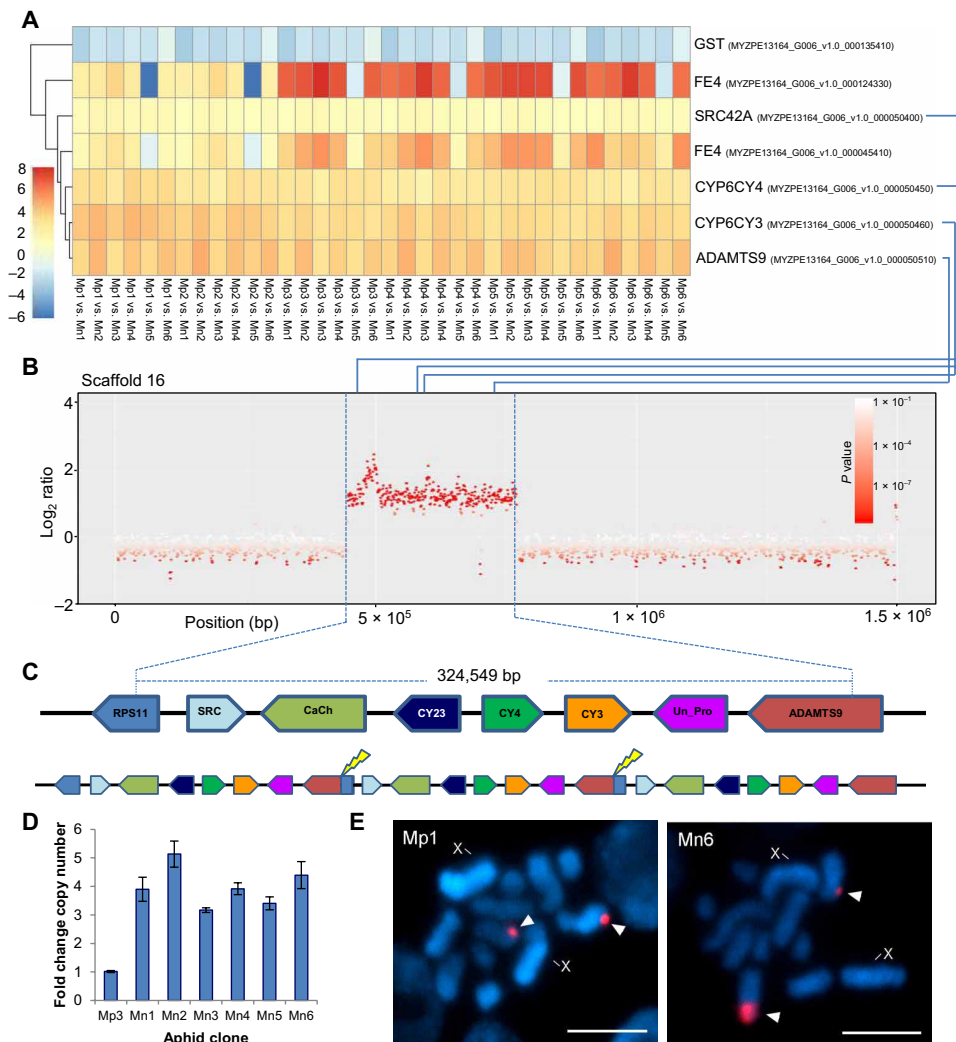 A
GST (MYZPE13164_G006_v1.0_000135410)
FE4 (MYZPE13164_G006_v1.0_000124330)
SRC42A (MYZPE13164_G006_v1.0_000050400)
FE4 (MYZPE13164_G006_v1.0_000045410)
CYP6CY4 (MYZPE13164_G006_v1.0_000050450)
CYP6CY3 (MYZPE13164_G006_v1.0_000050460)
ADAMTS9 (MYZPE13164_G006_v1.0_000050510)
8
6
4
2
0
−2
−4
−6
Mp1 vs. Mn1
Mp1 vs. Mn2
Mp1 vs. Mn3
Mp1 vs. Mn4
Mp1 vs. Mn5
Mp1 vs. Mn6
Mp2 vs. Mn1
Mp2 vs. Mn2
Mp2 vs. Mn3
Mp2 vs. Mn4
Mp2 vs. Mn5
Mp2 vs. Mn6
Mp3 vs. Mn1
Mp3 vs. Mn2
Mp3 vs. Mn3
Mp3 vs. Mn4
Mp3 vs. Mn5
Mp3 vs. Mn6
Mp4 vs. Mn1
Mp4 vs. Mn2
Mp4 vs. Mn3
Mp4 vs. Mn4
Mp4 vs. Mn5
Mp4 vs. Mn6
Mp5 vs. Mn1
Mp5 vs. Mn2
Mp5 vs. Mn3
Mp5 vs. Mn4
Mp5 vs. Mn5
Mp5 vs. Mn6
Mp6 vs. Mn1
Mp6 vs. Mn2
Mp6 vs. Mn3
Mp6 vs. Mn4
Mp6 vs. Mn5
Mp6 vs. Mn6
B
Scaffold 16
4
2
0
−2
Log2 ratio
P value
1 × 10⁻¹
1 × 10⁻⁴
1 × 10⁻⁷
0
5 × 10⁵
1 × 10⁶
1.5 × 10⁶
Position (bp)
C
324,549 bp
RPS11 SRC CaCh CY23 CY4 CY3 Un_Pro ADAMTS9
D
Fold change copy number
6
5
4
3
2
1
0
Mp3 Mn1 Mn2 Mn3 Mn4 Mn5 Mn6
Aphid clone
E
Mp1
X
X
Mn6
X
X